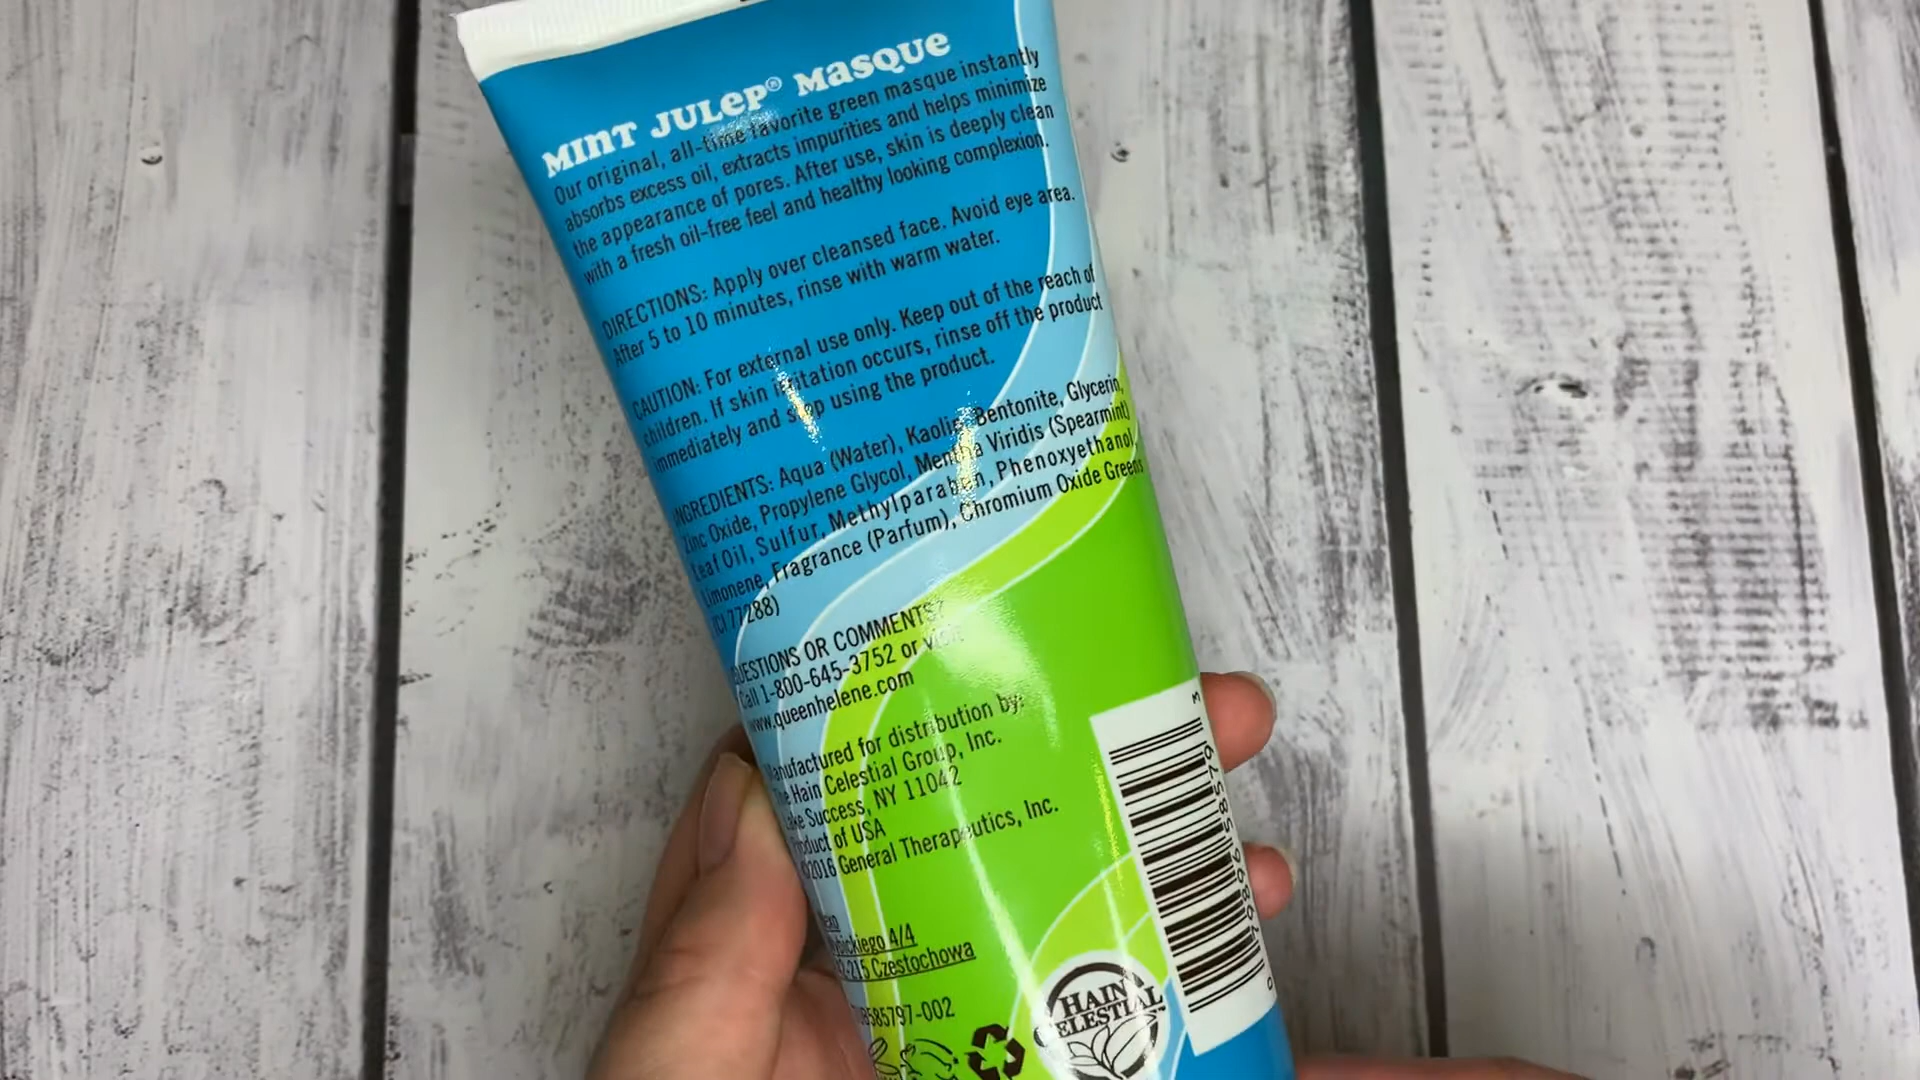 MINT JULEP® MASQUE
Our original, all-time favorite green masque instantly
absorbs excess oil, extracts impurities and helps minimize
the appearance of pores. After use, skin is deeply clean
with a fresh oil-free feel and healthy looking complexion.
DIRECTIONS: Apply over cleansed face. Avoid eye area.
After 5 to 10 minutes, rinse with warm water.
CAUTION: For external use only. Keep out of the reach of
children. If skin irritation occurs, rinse off the product
immediately and stop using the product.
INGREDIENTS: Aqua (Water), Kaolin, Bentonite, Glycerin,
Zinc Oxide, Propylene Glycol, Mentha Viridis (Spearmint)
Leaf Oil, Sulfur, Methylparaben, Phenoxyethanol,
Limonene, Fragrance (Parfum), Chromium Oxide Greens
(CI 77288)
QUESTIONS OR COMMENTS?
Call 1-800-645-3752 or visit
www.queenhelene.com
Manufactured for distribution by:
The Hain Celestial Group, Inc.
Lake Success, NY 11042
Product of USA
©2016 General Therapeutics, Inc.
4/4
Czestochowa
HAIN
CELESTIAL